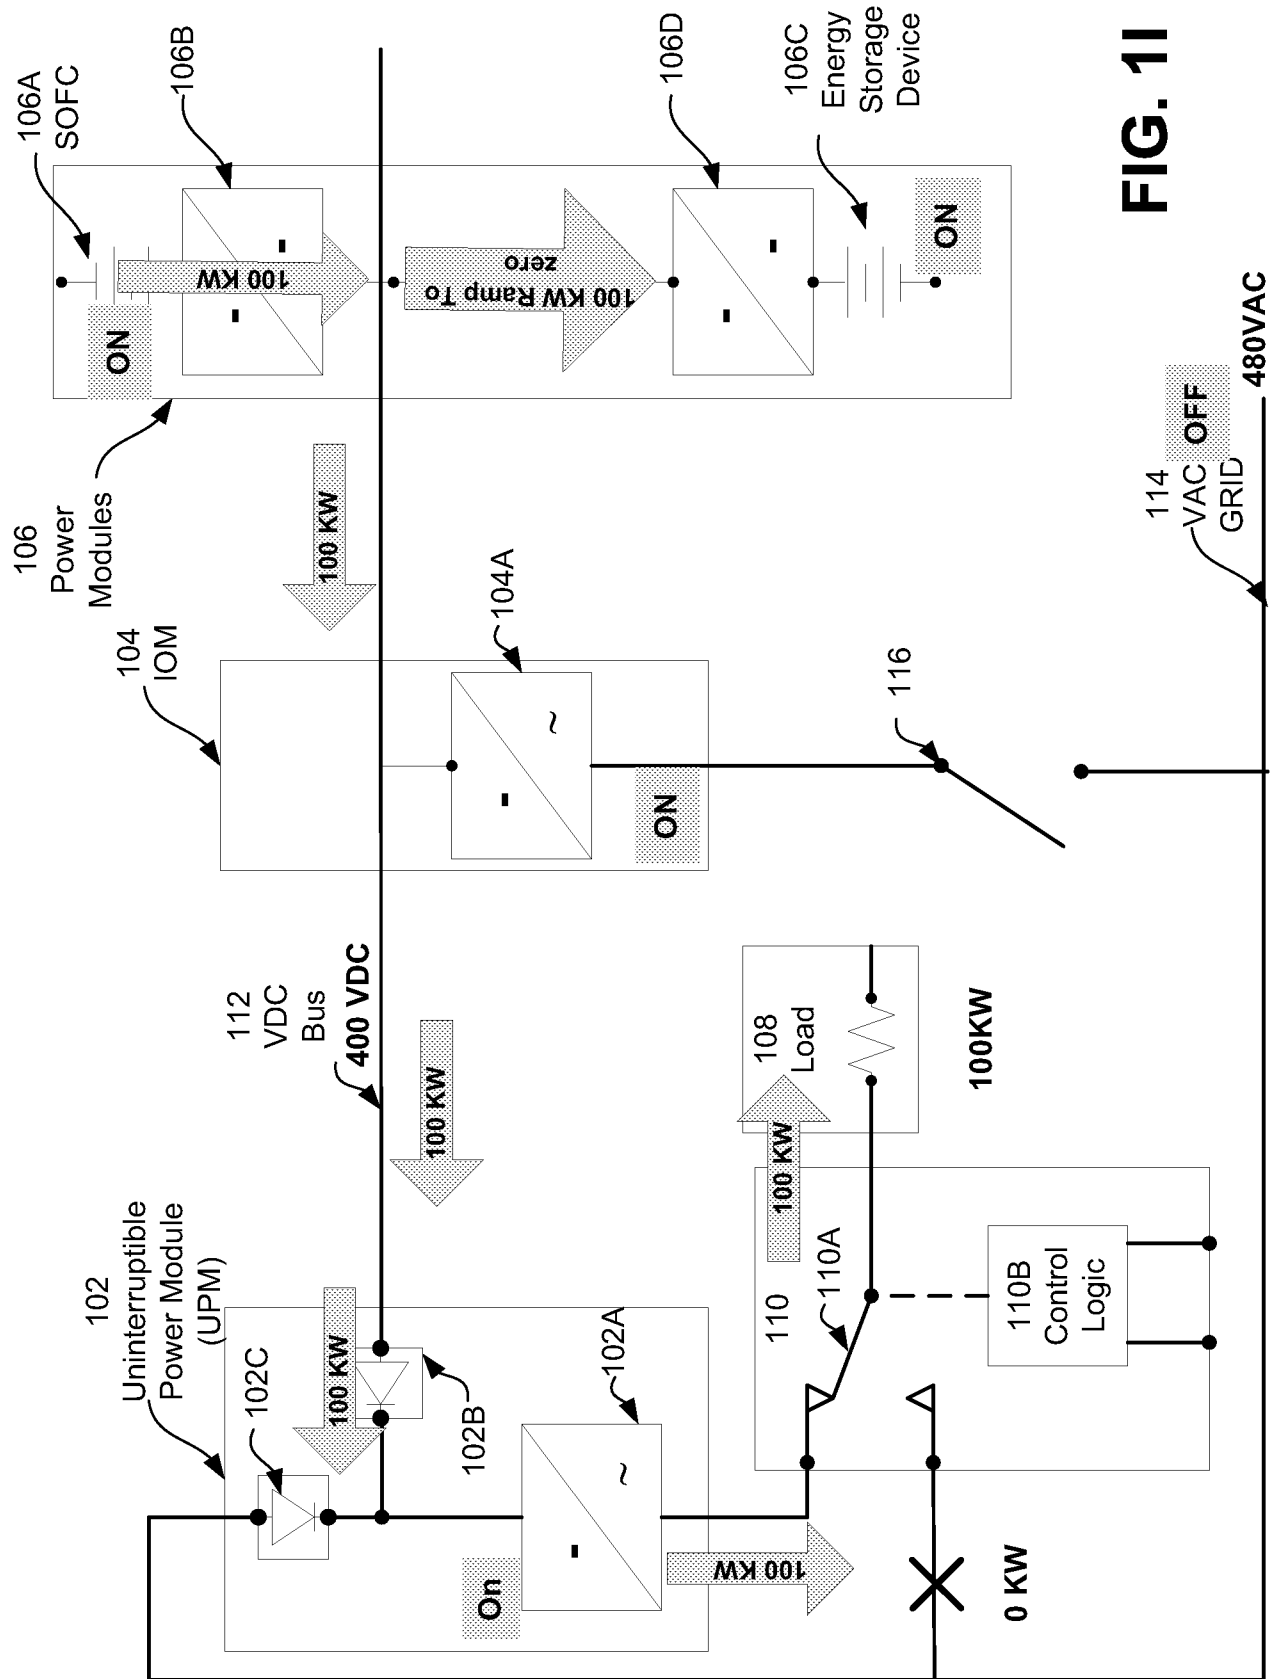 102
Uninterruptible
Power Module
(UPM)
102C
100 KW
102B
102A
On
100 KW
0 KW
112
VDC
Bus
400 VDC
100 KW
110
110A
110B
Control
Logic
100 KW
108
Load
100KW
104
IOM
104A
ON
116
100 KW
106
Power
Modules
106A
SOFC
ON
100 KW
106B
100 KW Ramp To
zero
106D
106C
Energy
Storage
Device
ON
114
VAC
GRID
OFF
480VAC
FIG. 1I